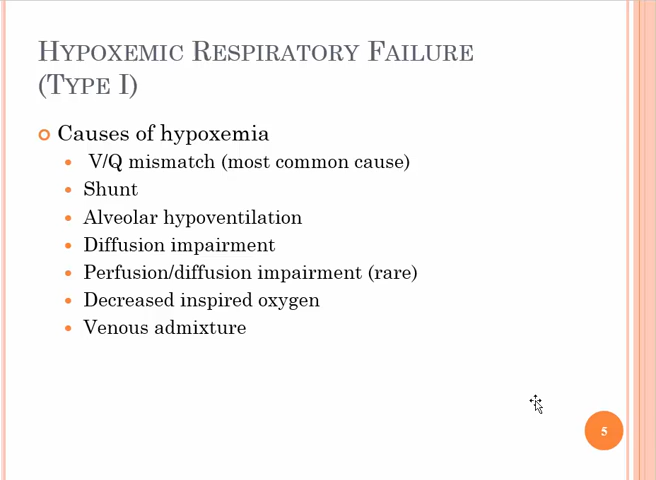 HYPOXEMIC RESPIRATORY FAILURE
(TYPE I)
Causes of hypoxemia
V/Q mismatch (most common cause)
Shunt
Alveolar hypoventilation
Diffusion impairment
Perfusion/diffusion impairment (rare)
Decreased inspired oxygen
Venous admixture
5